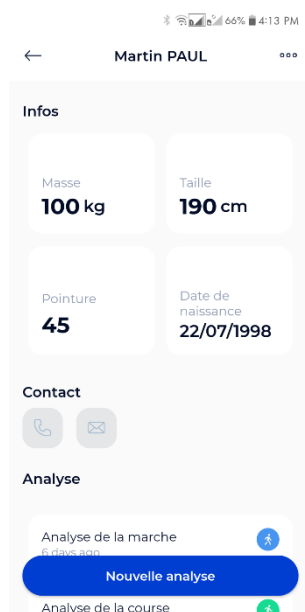 66% 4:13 PM
Martin PAUL
Infos
Masse
100 kg
Taille
190 cm
Pointure
45
Date de
naissance
22/07/1998
Contact
Analyse
Analyse de la marche
6 days ago
Nouvelle analyse
Analyse de la course